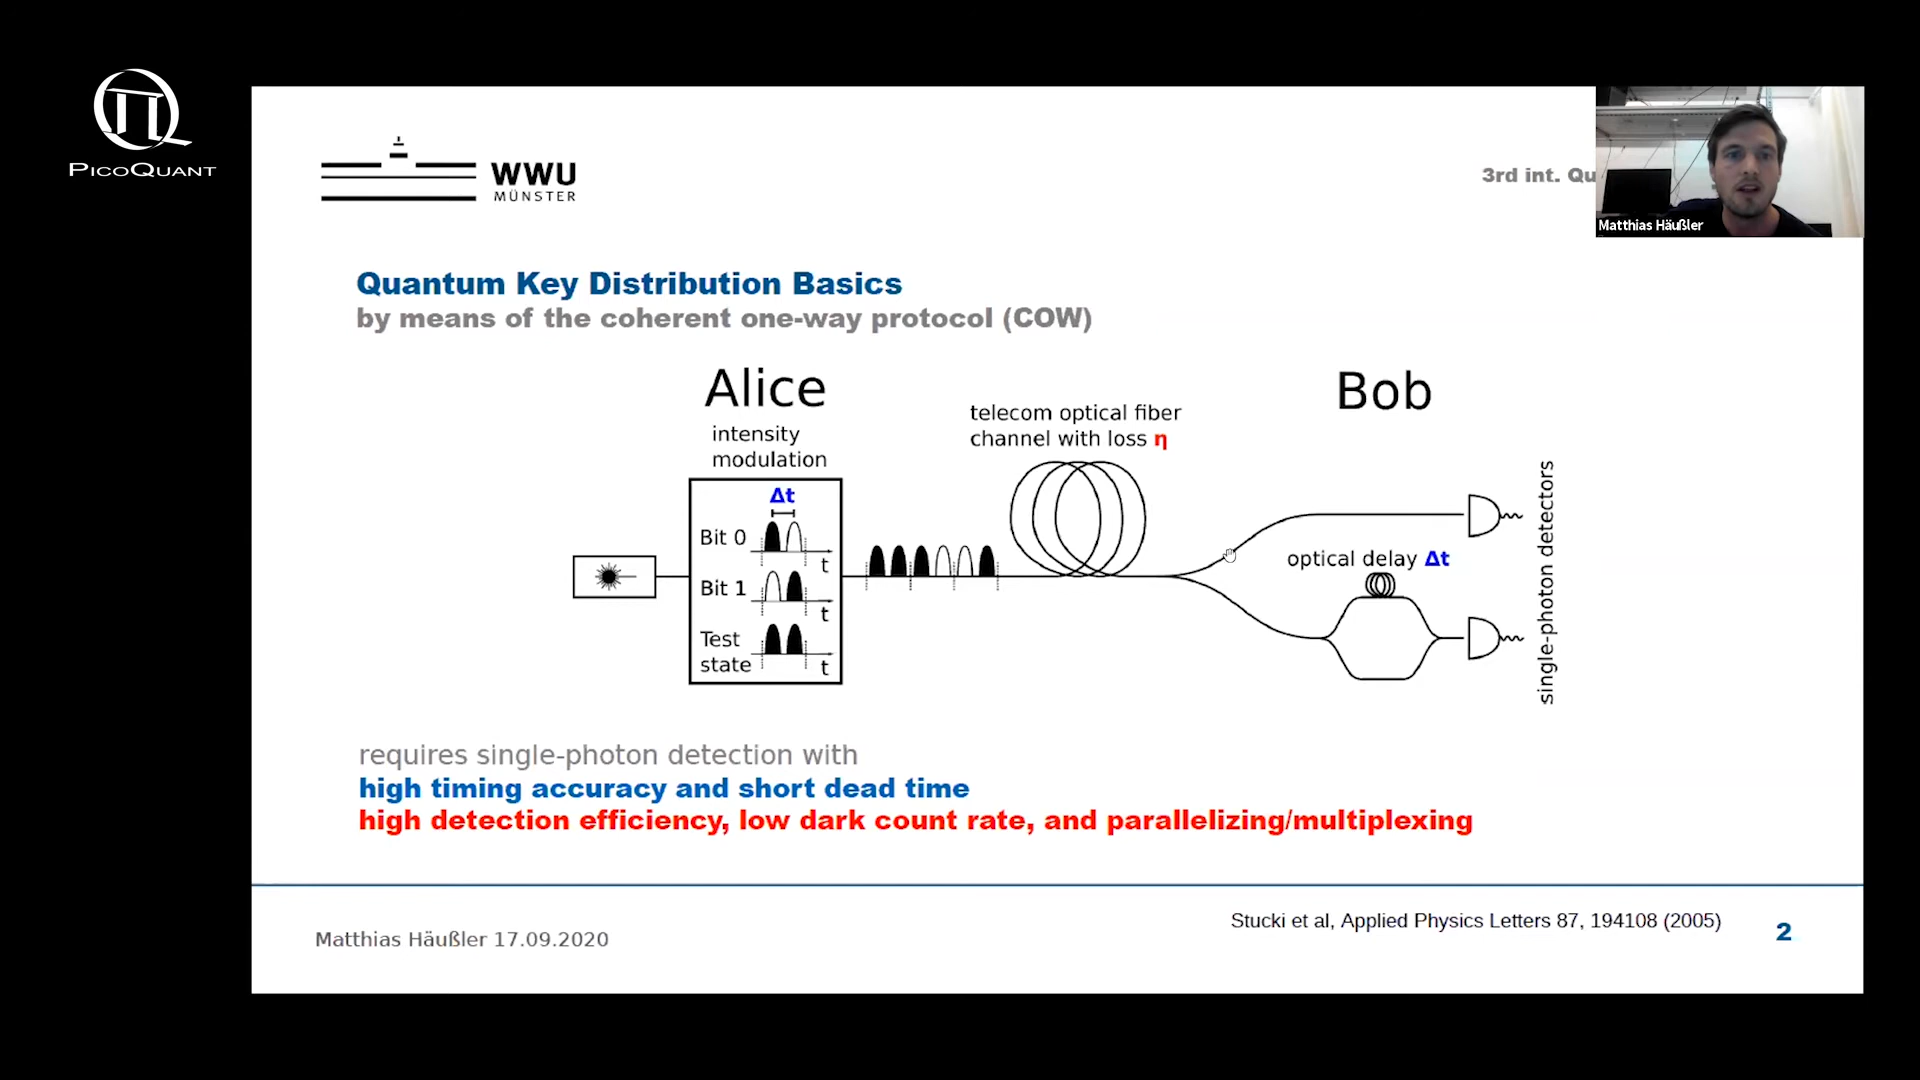 PICOQUANT
WWU
MÜNSTER
3rd int. Qu
Matthias Häußler
Quantum Key Distribution Basics
by means of the coherent one-way protocol (COW)
Alice
Bob
intensity
modulation
telecom optical fiber
channel with loss η
Δt
Bit 0
t
Bit 1
t
Test
state
t
optical delay Δt
single-photon detectors
requires single-photon detection with
high timing accuracy and short dead time
high detection efficiency, low dark count rate, and parallelizing/multiplexing
Matthias Häußler 17.09.2020
Stucki et al, Applied Physics Letters 87, 194108 (2005)
2